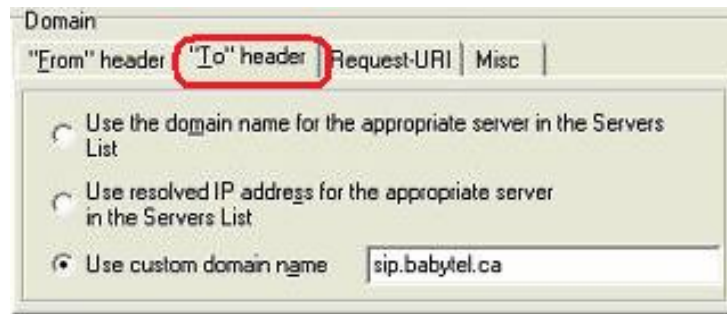 Domain
"From" header "To" header Request-URI Misc
Use the domain name for the appropriate server in the Servers
List
Use resolved IP address for the appropriate server
in the Servers List
Use custom domain name sip.babytel.ca